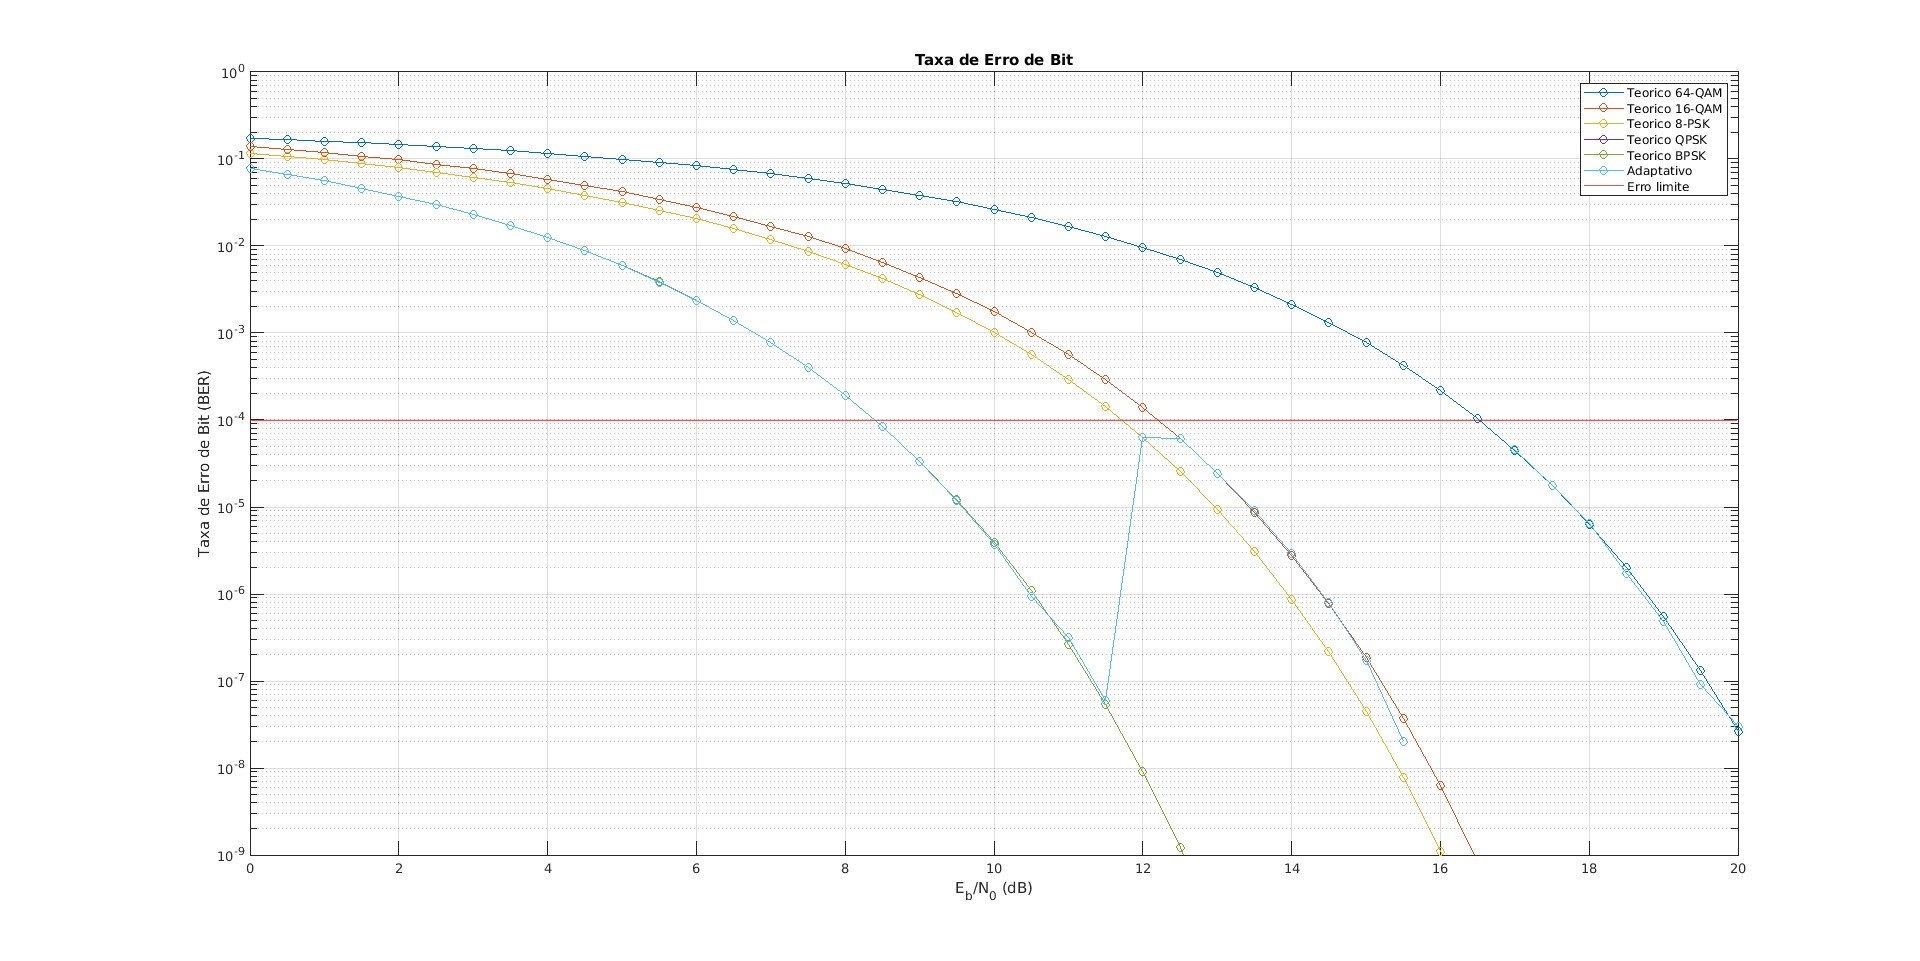 Taxa de Erro de Bit
10^0
10^-1
10^-2
10^-3
10^-4
10^-5
10^-6
10^-7
10^-8
10^-9
Taxa de Erro de Bit (BER)
Teorico 64-QAM
Teorico 16-QAM
Teorico 8-PSK
Teorico QPSK
Teorico BPSK
Adaptativo
Erro limite
0 2 4 6 8 10 12 14 16 18 20
E_b/N_0 (dB)